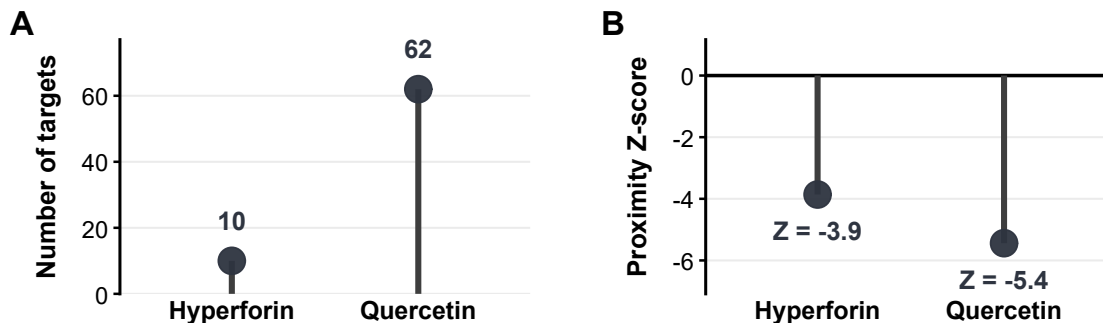 A
Number of targets
60
40
20
0
62
10
Hyperforin
Quercetin
B
Proximity Z-score
0
-2
-4
-6
Z = -3.9
Z = -5.4
Hyperforin
Quercetin